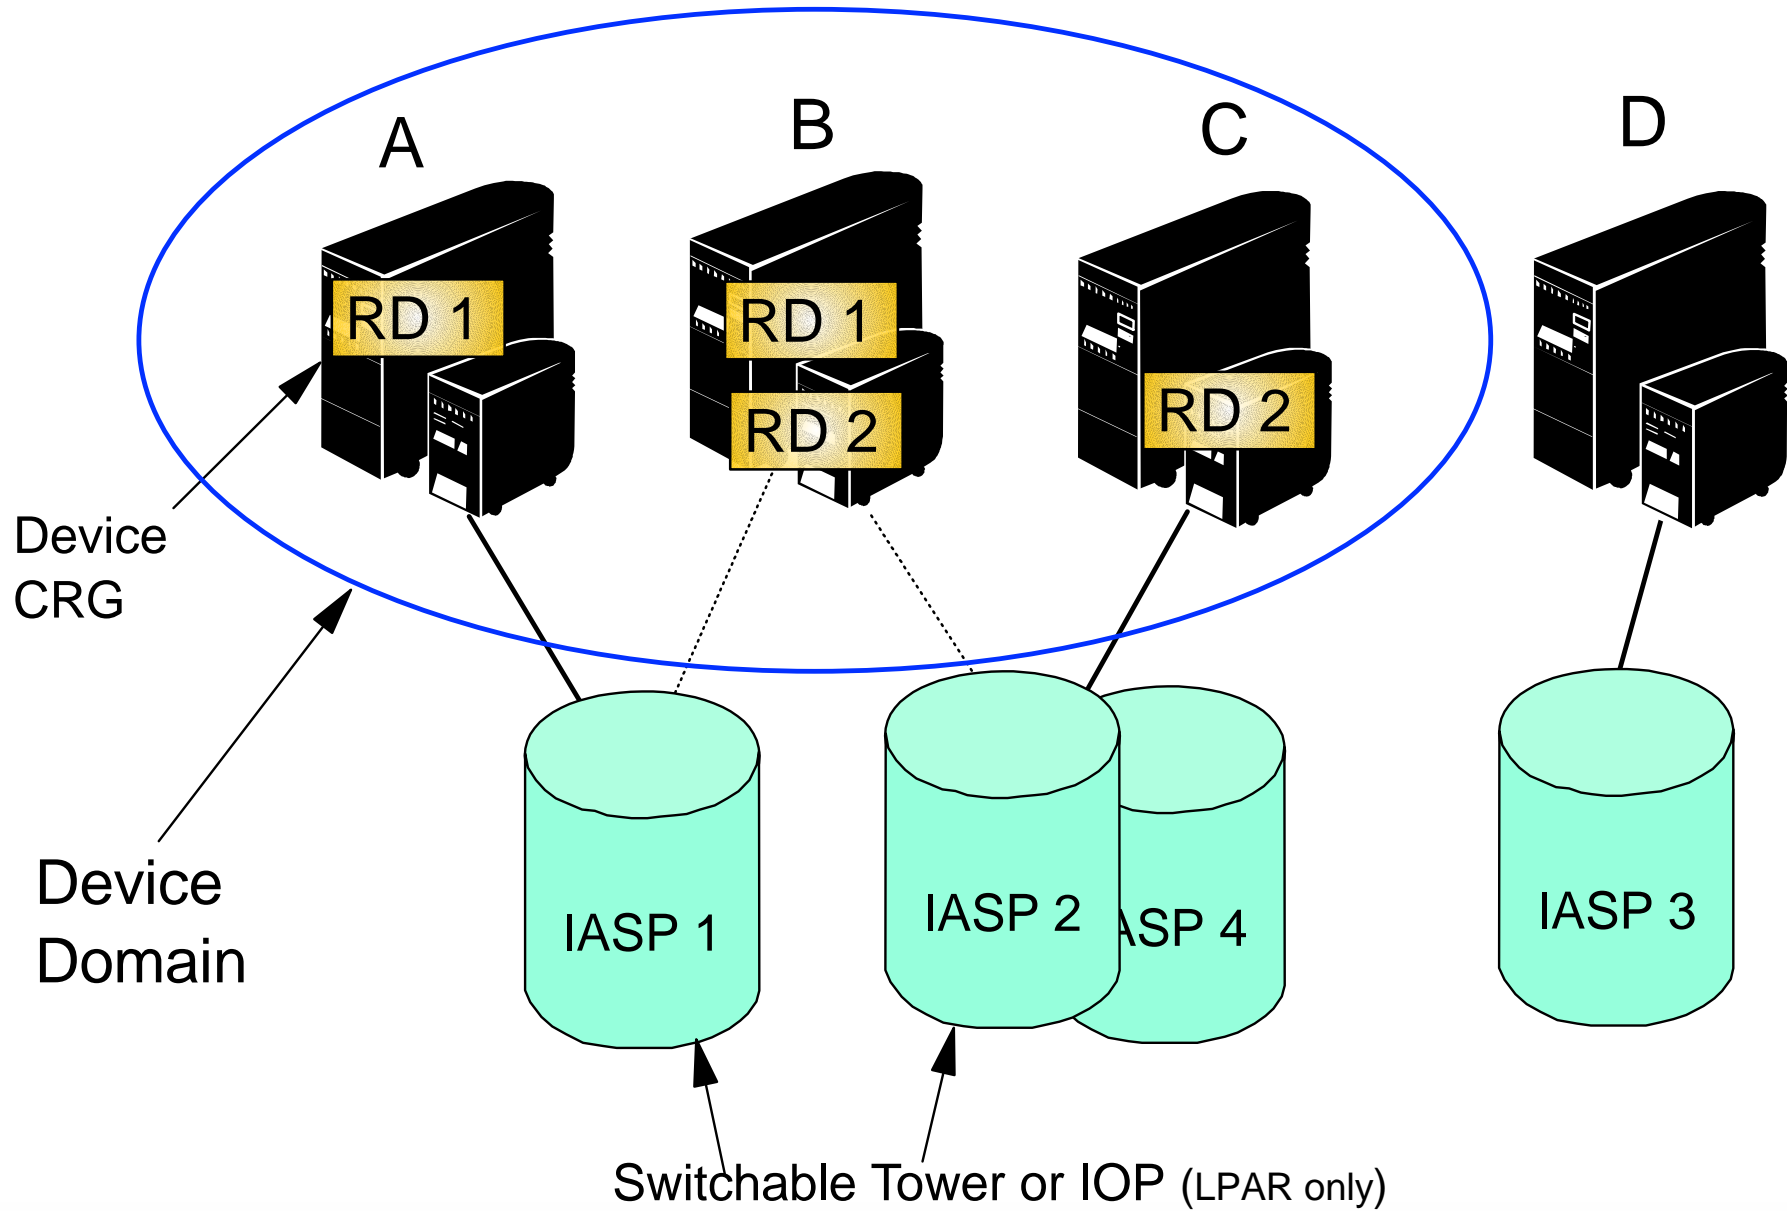 A
B
C
D
RD 1
RD 1
RD 2
RD 2
Device
CRG
Device
Domain
IASP 1
IASP 2
ASP 4
IASP 3
Switchable Tower or IOP (LPAR only)